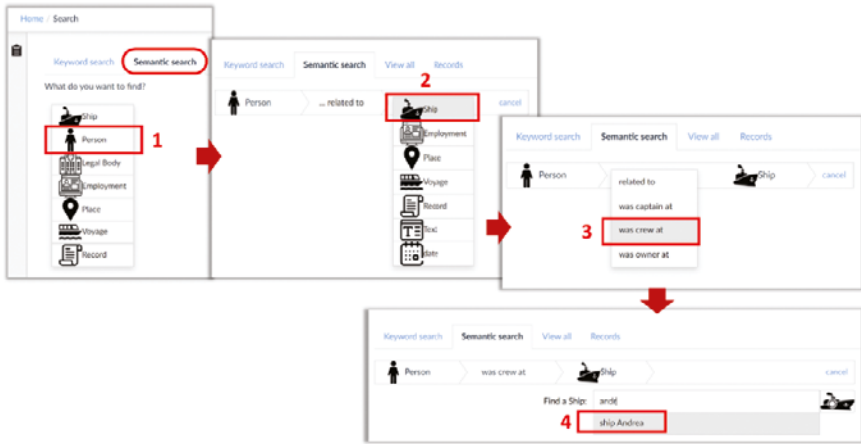 Home / Search
Keyword search Semantic search
What do you want to find?
Ship
Person
1
Legal Body
Employment
Place
Voyage
Record
Keyword search Semantic search View all Records
2
Person ... related to Ship cancel
Employment
Place
Voyage
Record
Text
date
Keyword search Semantic search View all Records
Person related to Ship cancel
was captain at
3 was crew at
was owner at
Keyword search Semantic search View all Records
Person was crew at Ship cancel
Find a Ship: andr
4 ship Andrea